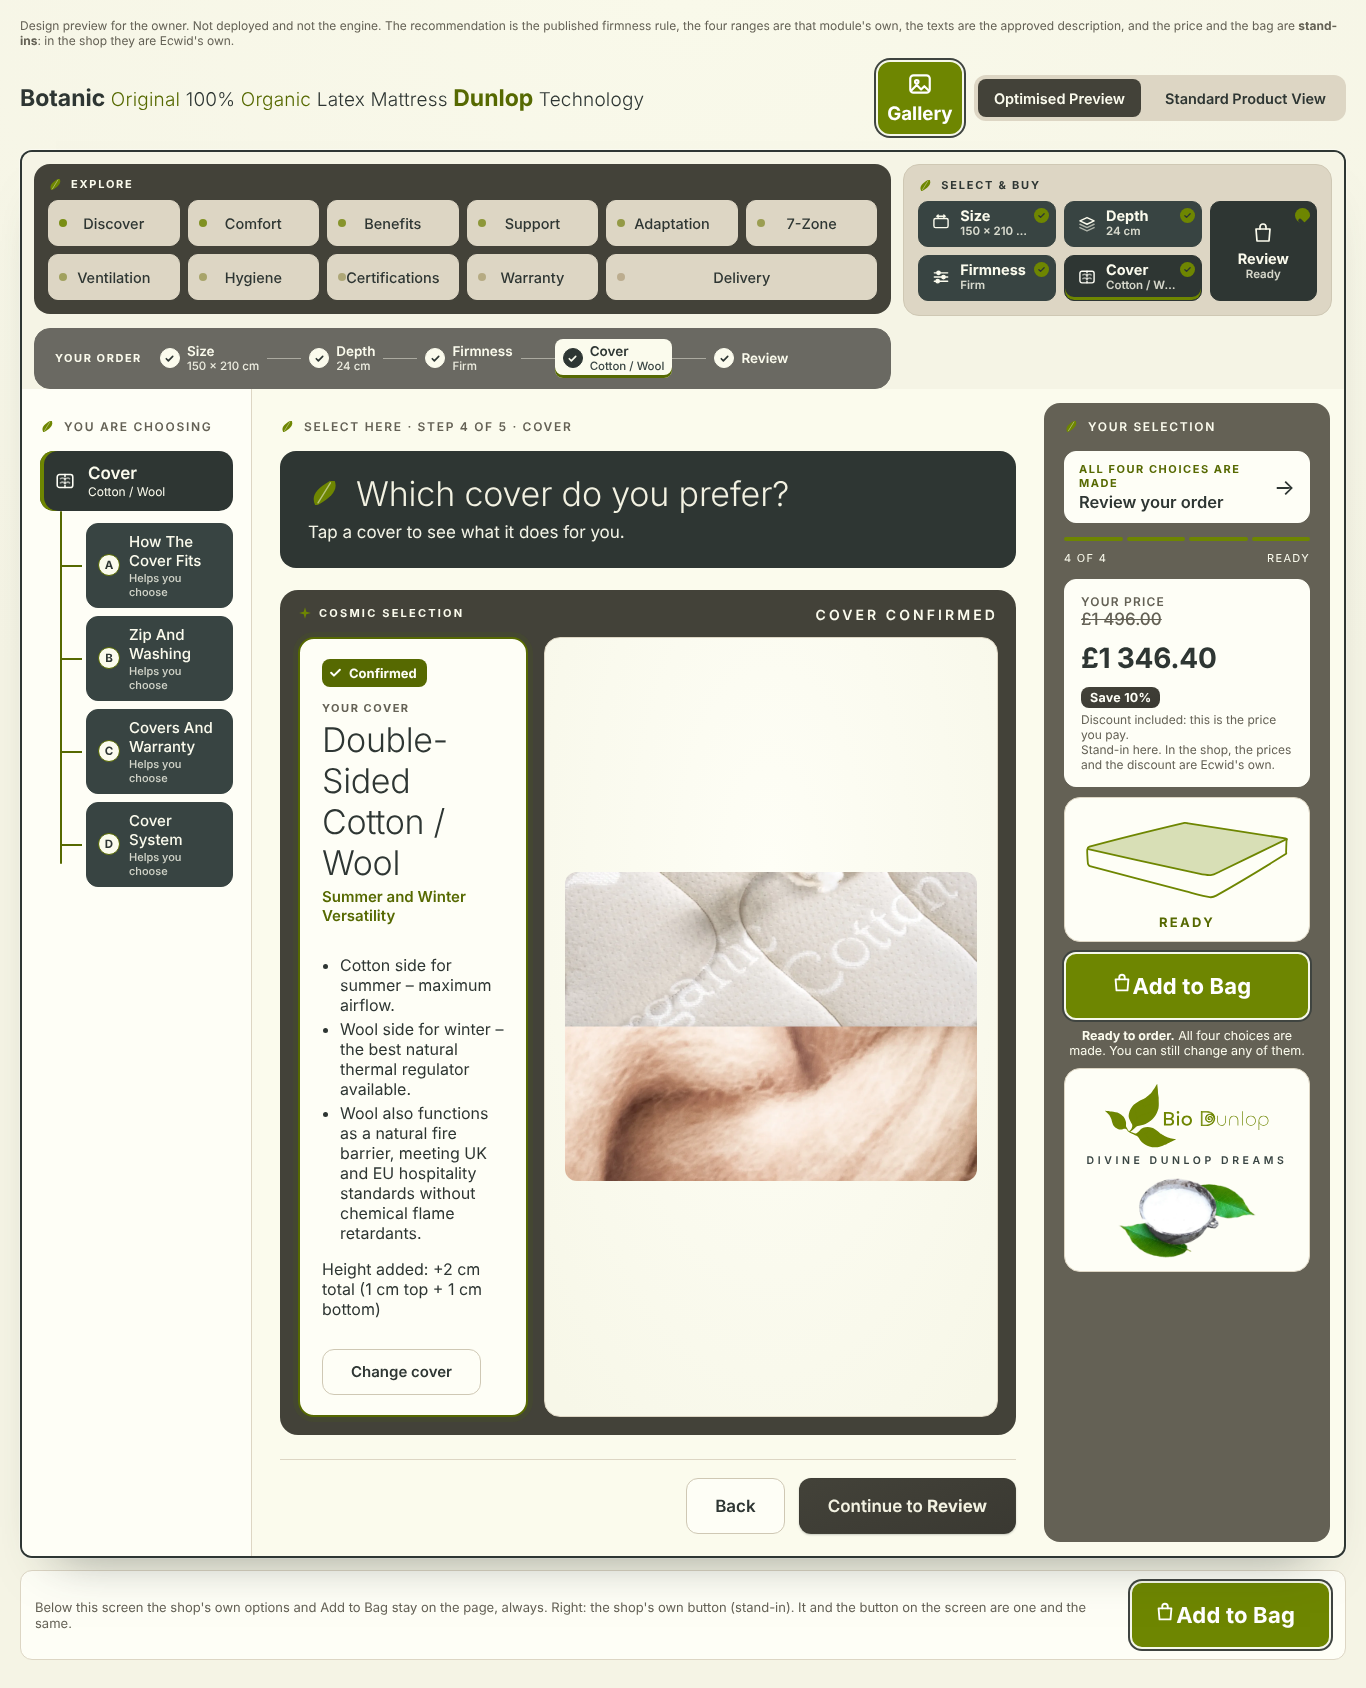 Design preview for the owner. Not deployed and not the engine. The recommendation is the published firmness rule, the four ranges are that module's own, the texts are the approved description, and the price and the bag are stand-
ins: in the shop they are Ecwid's own.
Botanic Original 100% Organic Latex Mattress Dunlop Technology
Gallery
Optimised Preview
Standard Product View
EXPLORE
Discover
Comfort
Benefits
Support
Adaptation
7-Zone
Ventilation
Hygiene
Certifications
Warranty
Delivery
SELECT & BUY
Size
150 × 210 ...
Depth
24 cm
Firmness
Firm
Cover
Cotton / W...
Review
Ready
YOUR ORDER
Size
150 × 210 cm
Depth
24 cm
Firmness
Firm
Cover
Cotton / Wool
Review
YOU ARE CHOOSING
Cover
Cotton / Wool
A
How The
Cover Fits
Helps you
choose
B
Zip And
Washing
Helps you
choose
C
Covers And
Warranty
Helps you
choose
D
Cover
System
Helps you
choose
SELECT HERE · STEP 4 OF 5 · COVER
Which cover do you prefer?
Tap a cover to see what it does for you.
COSMIC SELECTION
COVER CONFIRMED
Confirmed
YOUR COVER
Double-
Sided
Cotton /
Wool
Summer and Winter
Versatility
• Cotton side for
summer – maximum
airflow.
• Wool side for winter –
the best natural
thermal regulator
available.
• Wool also functions
as a natural fire
barrier, meeting UK
and EU hospitality
standards without
chemical flame
retardants.
Height added: +2 cm
total (1 cm top + 1 cm
bottom)
Change cover
rganic Cotton
Back
Continue to Review
YOUR SELECTION
ALL FOUR CHOICES ARE
MADE
Review your order
4 OF 4
READY
YOUR PRICE
£1 496.00
£1 346.40
Save 10%
Discount included: this is the price
you pay.
Stand-in here. In the shop, the prices
and the discount are Ecwid's own.
READY
Add to Bag
Ready to order. All four choices are
made. You can still change any of them.
Bio Dunlop
DIVINE DUNLOP DREAMS
Below this screen the shop's own options and Add to Bag stay on the page, always. Right: the shop's own button (stand-in). It and the button on the screen are one and the
same.
Add to Bag